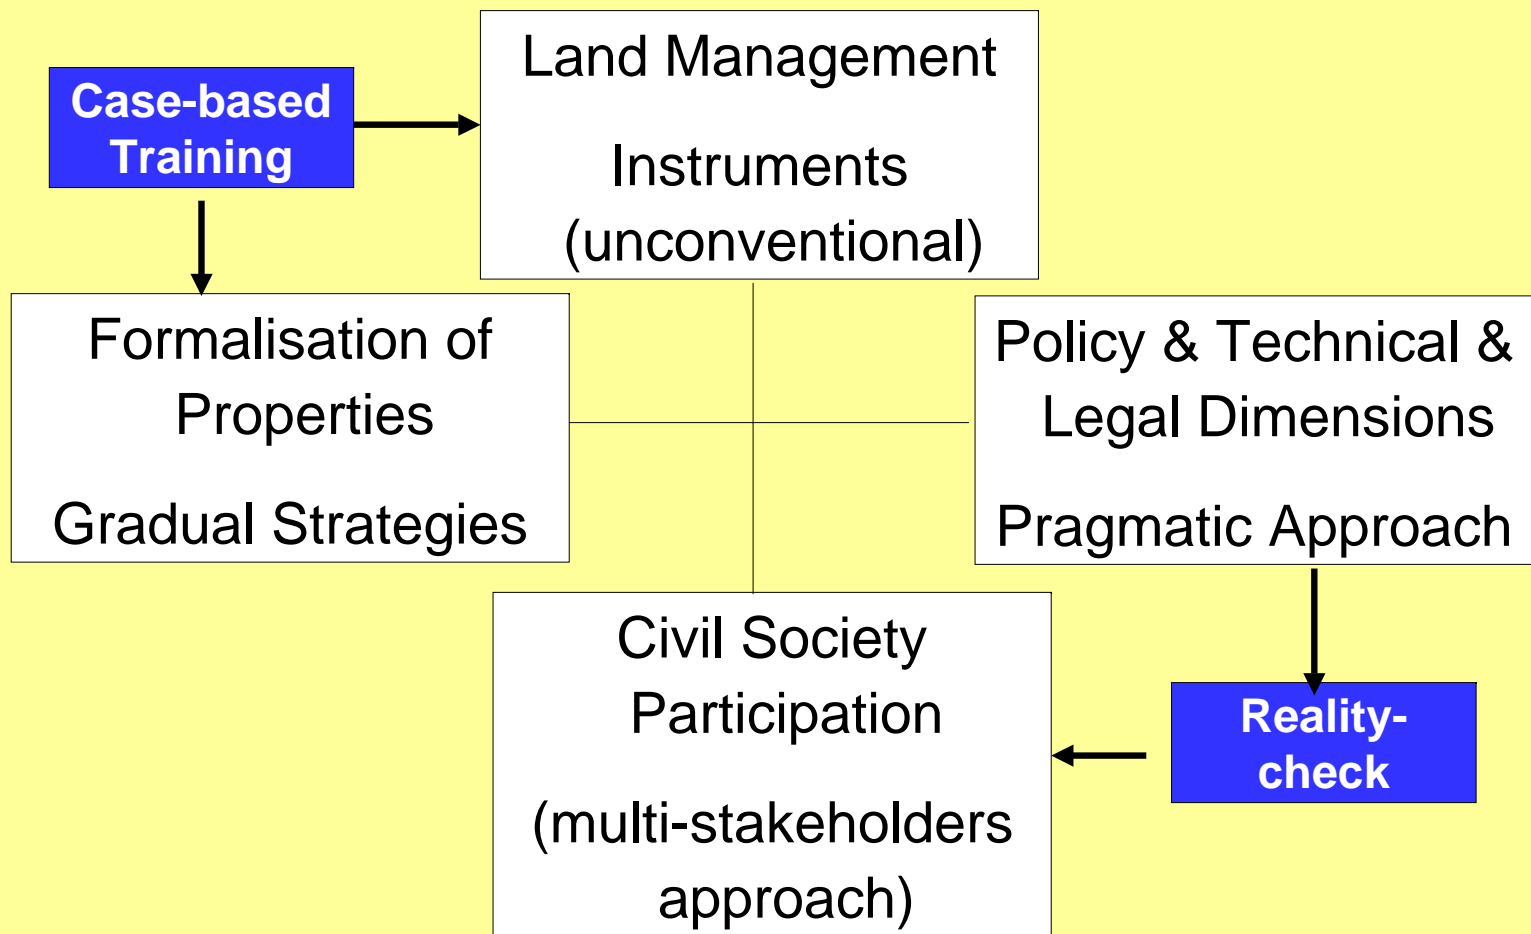 Case-based
Training
Land Management
Instruments
(unconventional)
Formalisation of
Properties
Gradual Strategies
Policy & Technical &
Legal Dimensions
Pragmatic Approach
Civil Society
Participation
(multi-stakeholders
approach)
Reality-
check